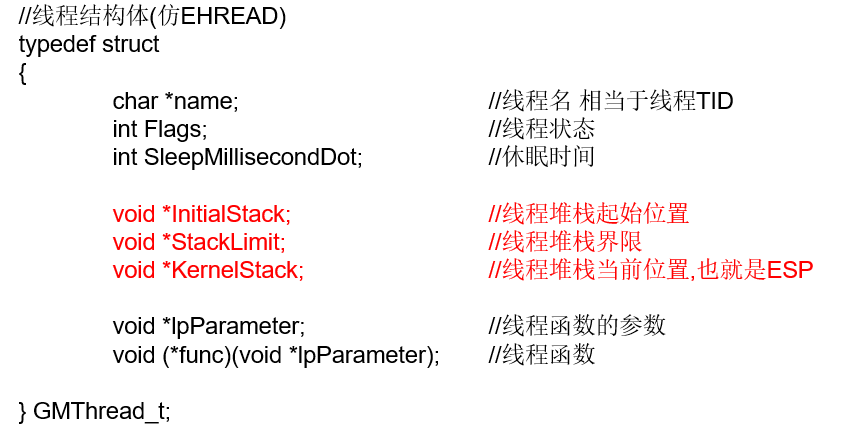 //线程结构体(仿EHREAD)
typedef struct
{
char *name; //线程名 相当于线程TID
int Flags; //线程状态
int SleepMillisecondDot; //休眠时间
void *InitialStack; //线程堆栈起始位置
void *StackLimit; //线程堆栈界限
void *KernelStack; //线程堆栈当前位置,也就是ESP
void *lpParameter; //线程函数的参数
void (*func)(void *lpParameter); //线程函数
} GMThread_t;